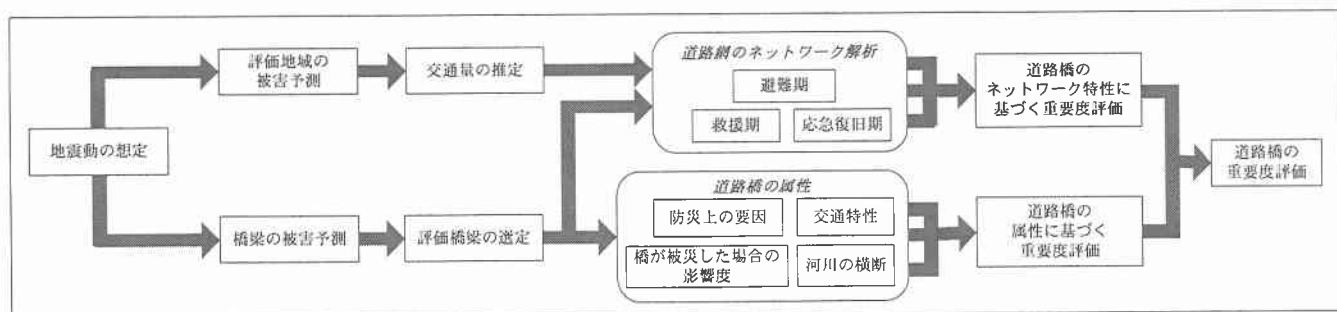 地震動の想定
評価地域の
被害予測
交通量の推定
橋梁の被害予測
評価橋梁の選定
道路網のネットワーク解析
避難期
救援期
応急復旧期
道路橋の属性
防災上の要因
交通特性
橋が被災した場合の
影響度
河川の横断
道路橋の
ネットワーク特性に
基づく重要度評価
道路橋の
属性に基づく
重要度評価
道路橋の
重要度評価